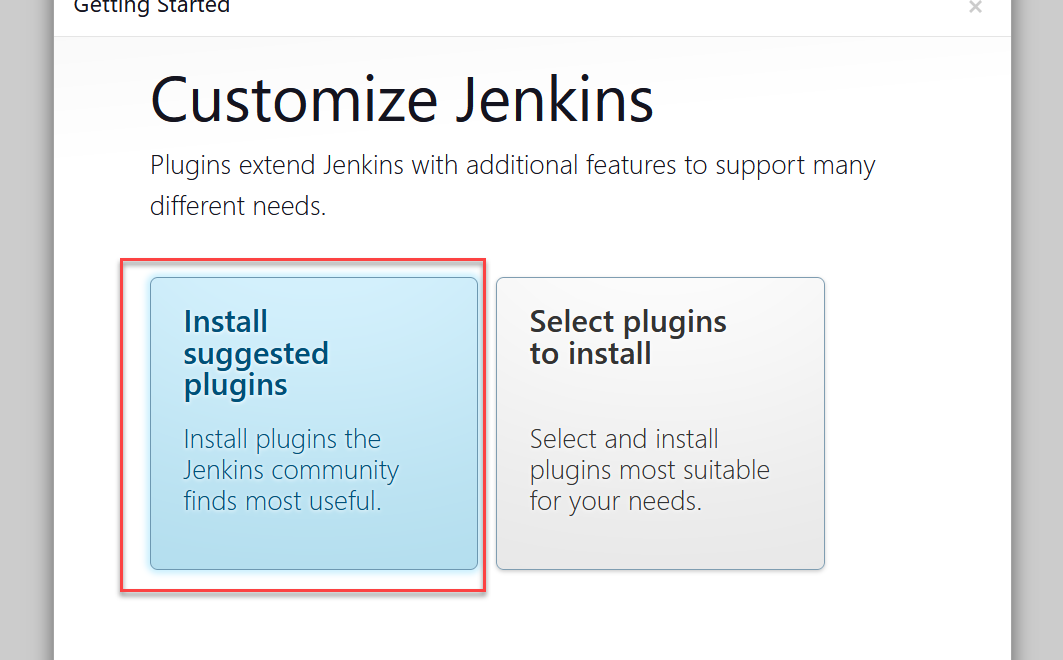 Getting Started
×
Customize Jenkins
Plugins extend Jenkins with additional features to support many
different needs.
Install
suggested
plugins
Install plugins the
Jenkins community
finds most useful.
Select plugins
to install
Select and install
plugins most suitable
for your needs.